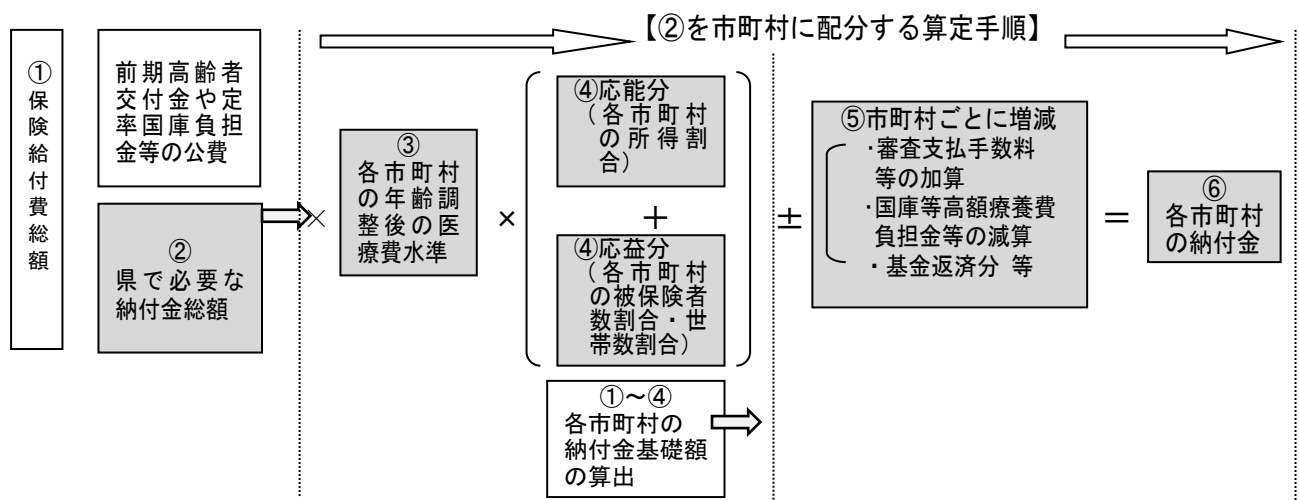 【②を市町村に配分する算定手順】
①保険給付費総額
前期高齢者
交付金や定
率国庫負担
金等の公費
②
県で必要な
納付金総額
×
③
各市町村
の年齢調
整後の医
療費水準
×
④応能分
(各市町村
の所得割
合)
+
④応益分
(各市町村
の被保険者
数割合・世
帯数割合)
①~④
各市町村の
納付金基礎額
の算出
±
⑤市町村ごとに増減
・審査支払手数料
等の加算
・国庫等高額療養費
負担金等の減算
・基金返済分 等
=
⑥
各市町村
の納付金